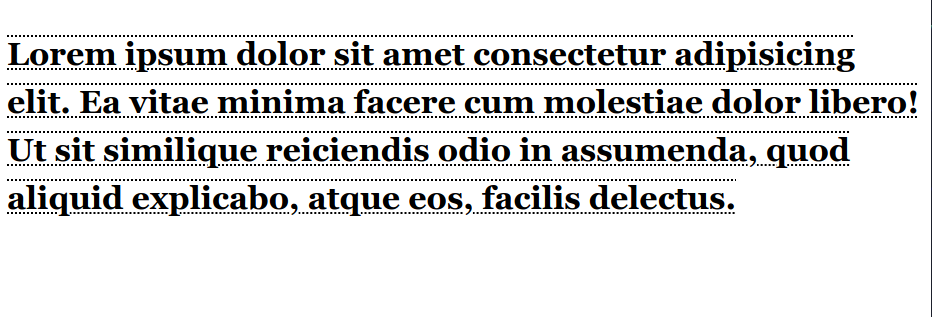 Lorem ipsum dolor sit amet consectetur adipisicing
elit. Ea vitae minima facere cum molestiae dolor libero!
Ut sit similique reiciendis odio in assumenda, quod
aliquid explicabo, atque eos, facilis delectus.